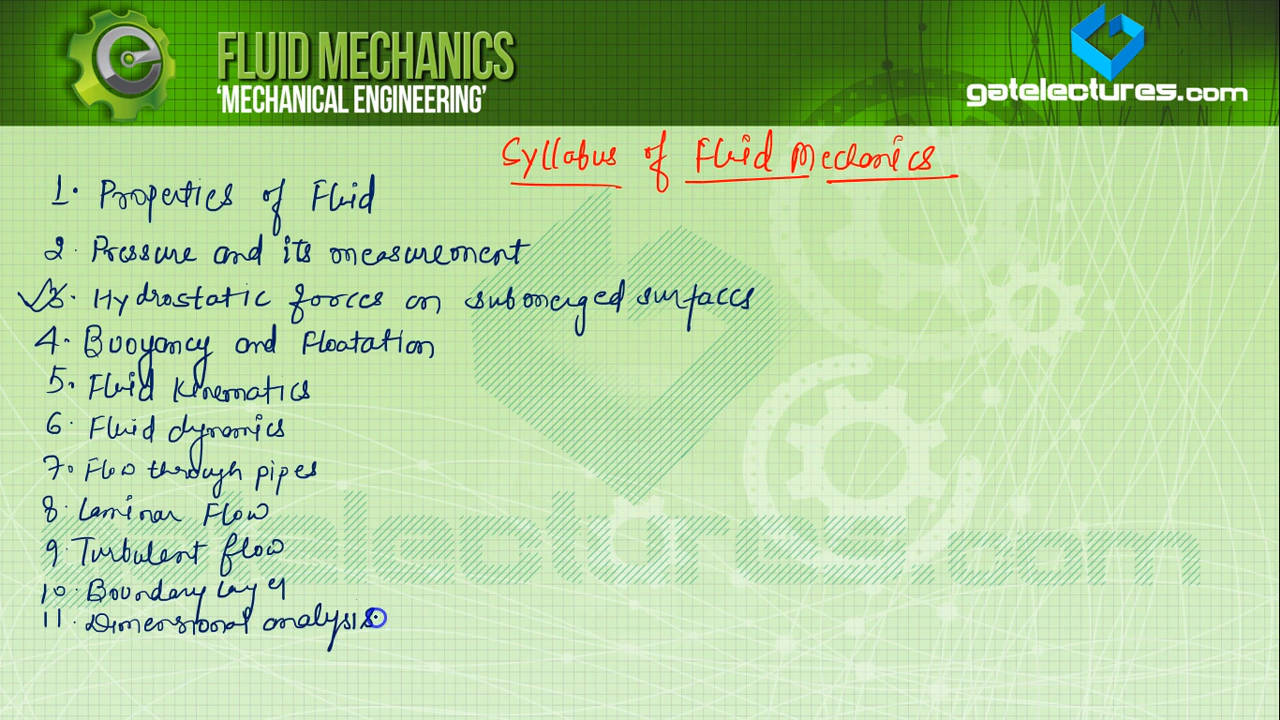 FLUID MECHANICS
'MECHANICAL ENGINEERING'
gatelectures.com
Syllabus of Fluid Mechanics
1. Properties of Fluid
2. Pressure and its measurement
3. Hydrostatic forces on submerged surfaces
4. Buoyancy and Floatation
5. Fluid Kinematics
6. Fluid dynamics
7. Flow through pipes
8. Laminar Flow
9. Turbulent flow
10. Boundary layer
11. Dimensional analysis
gatelectures.com